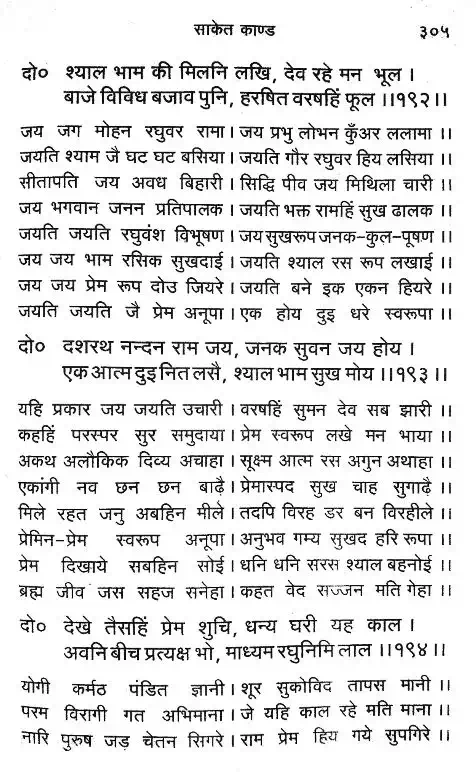 साकेत काण्ड ३०५
दो० श्याल भाम की मिलनि लखि, देव रहे मन भूल ।
बाजे विविध बजाव पुनि, हरषित वरषहिं फूल ।।१९२।।
जय जग मोहन रघुवर रामा । जय प्रभु लोभन कुँअर ललामा ।।
जयति श्याम जै घट घट बसिया । जयति गौर रघुवर हिय लसिया ।।
सीतापति जय अवध बिहारी । सिद्धि पीव जय मिथिला चारी ।।
जय भगवान जनन प्रतिपालक । जयति भक्त रामहिं सुख ढालक ।।
जयति जयति रघुवंश विभूषण । जय सुखरूप जनक-कुल-पूषण ।।
जय जय भाम रसिक सुखदाई । जयति श्याल रस रूप लखाई ।।
जय जय प्रेम रूप दोउ जियरे । जयति बने इक एकन हियरे ।।
जयति जयति जै प्रेम अनूपा । एक होय दुइ धरे स्वरूपा ।।
दो० दशरथ नन्दन राम जय, जनक सुवन जय होय ।
एक आत्म दुइ नित लसै, श्याल भाम सुख मोय ।।१९३।।
यहि प्रकार जय जयति उचारी । वरषहिं सुमन देव सब झारी ।।
कहहिं परस्पर सुर समुदाया । प्रेम स्वरूप लखे मन भाया ।।
अकथ अलौकिक दिव्य अचाहा । सूक्ष्म आत्म रस अगुन अथाहा ।।
एकांगी नव छन छन बाढ़ै । प्रेमास्पद सुख चाह सुगाढ़ै ।।
मिले रहत जनु अबहिन मीले । तदपि विरह डर बन विरहीले ।।
प्रेमिन-प्रेम स्वरूप अनूपा । अनुभव गम्य सुखद हरि रूपा ।।
प्रेम दिखाये सबहिन सोई । धनि धनि सरस श्याल बहनोई ।।
ब्रह्म जीव जस सहज सनेहा । कहत वेद सज्जन मति गेहा ।।
दो० देखे तैसहिं प्रेम शुचि, धन्य घरी यह काल ।
अवनि बीच प्रत्यक्ष भो, माध्यम रघुनिमि लाल ।।१९४।।
योगी कर्मठ पंडित ज्ञानी । शूर सुकोविद तापस मानी ।।
परम विरागी गत अभिमाना । जे यहि काल रहे मति माना ।।
नारि पुरुष जड़ चेतन सिगरे । राम प्रेम हिय गये सुपगिरे ।।